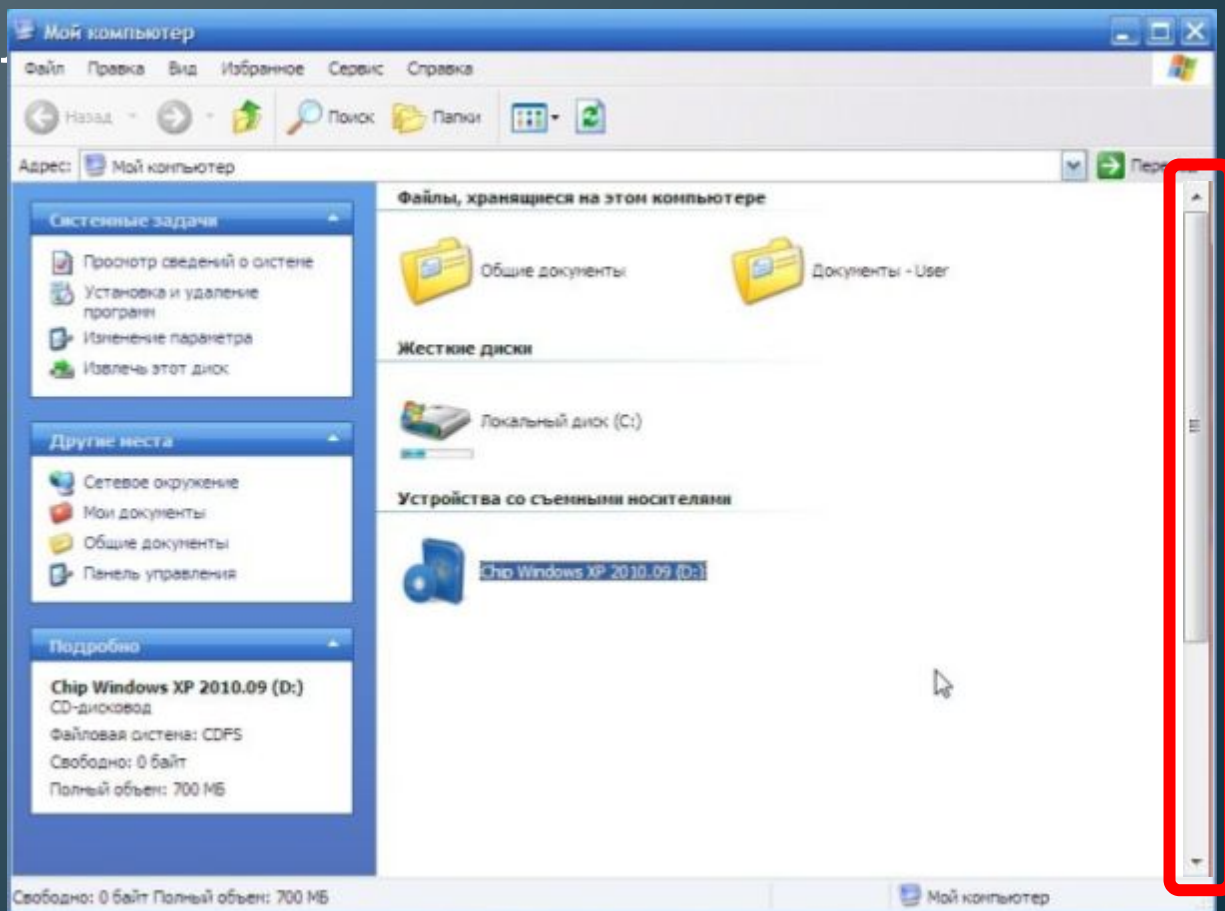 Мой компьютер
Файл Правка Вид Избранное Сервис Справка
Назад Поиск Папки
Адрес: Мой компьютер
Системные задачи
Просмотр сведений о системе
Установка и удаление
программ
Изменение параметра
Извлечь этот диск
Другие места
Сетевое окружение
Мои документы
Общие документы
Панель управления
Подробно
Chip Windows XP 2010.09 (D:)
CD-дисковод
Файловая система: CDFS
Свободно: 0 байт
Полный объем: 700 МБ
Файлы, хранящиеся на этом компьютере
Общие документы
Документы - User
Жесткие диски
Локальный диск (C:)
Устройства со съемными носителями
Chip Windows XP 2010.09 (D:)
Свободно: 0 байт Полный объем: 700 МБ
Мой компьютер